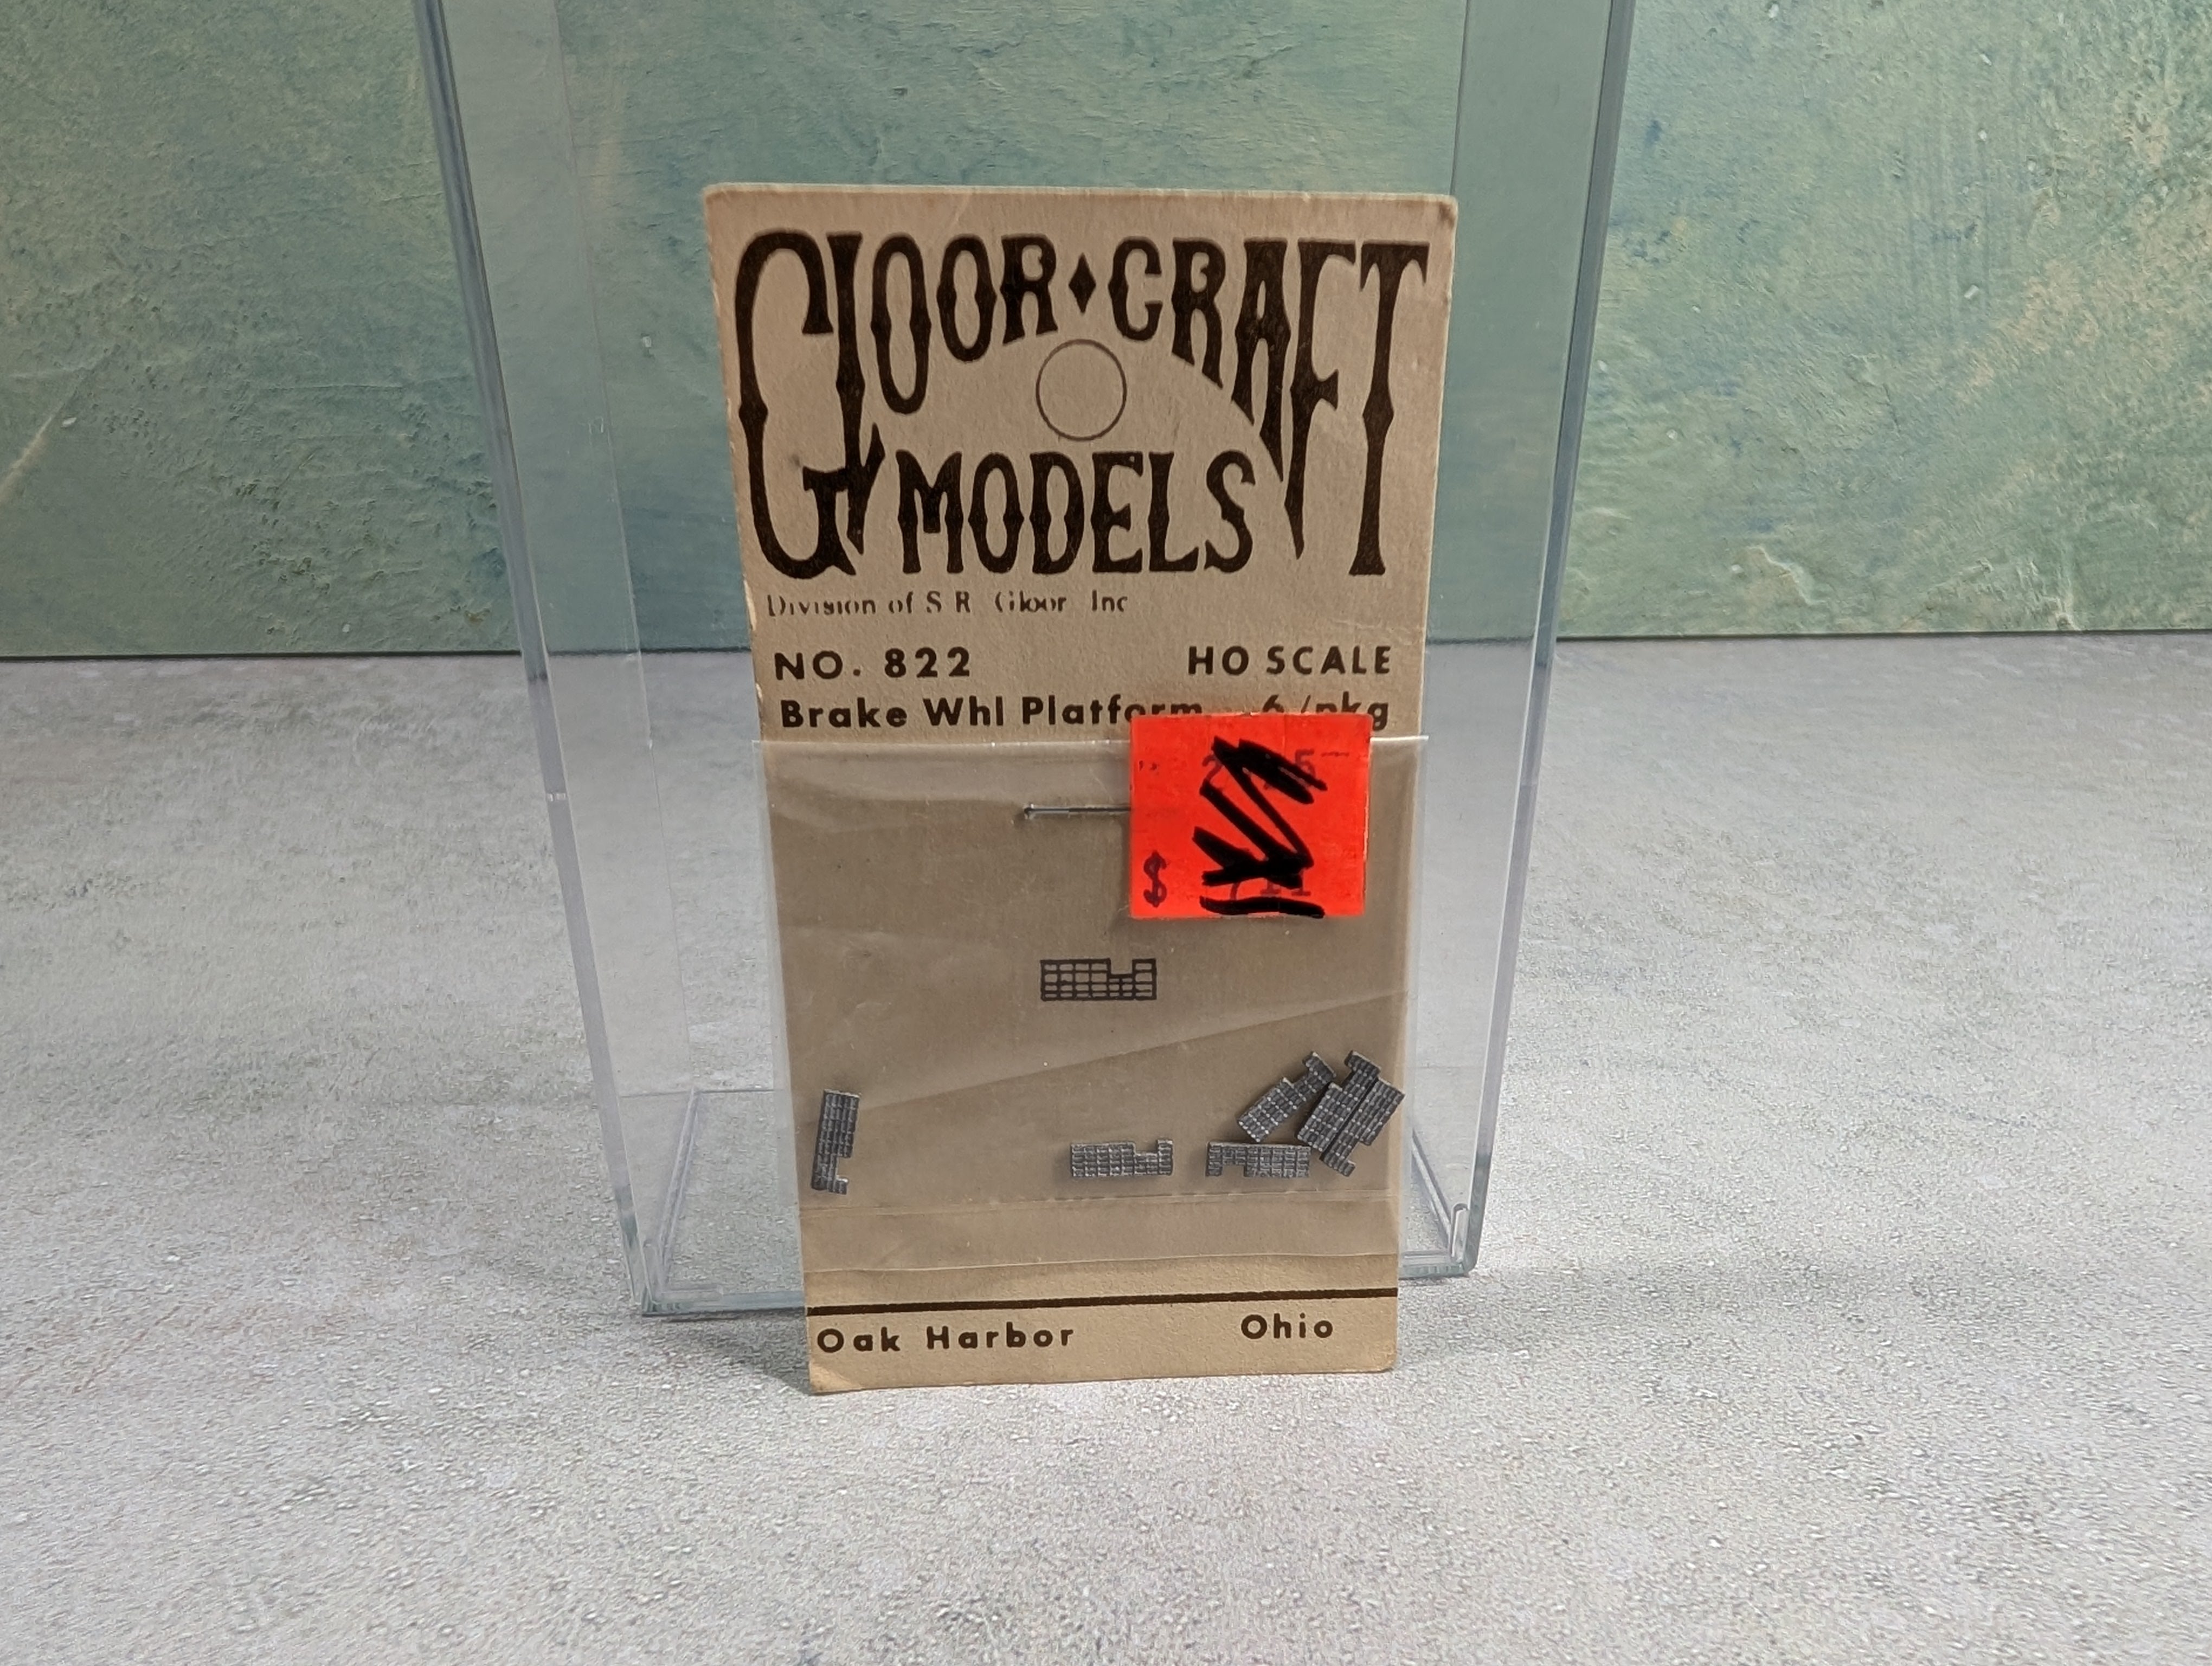 GLOOR♦CRAFT
MODELS
Division of S R Gloor Inc
NO. 822 HO SCALE
Brake Whl Platform 6/pkg
$
Oak Harbor Ohio